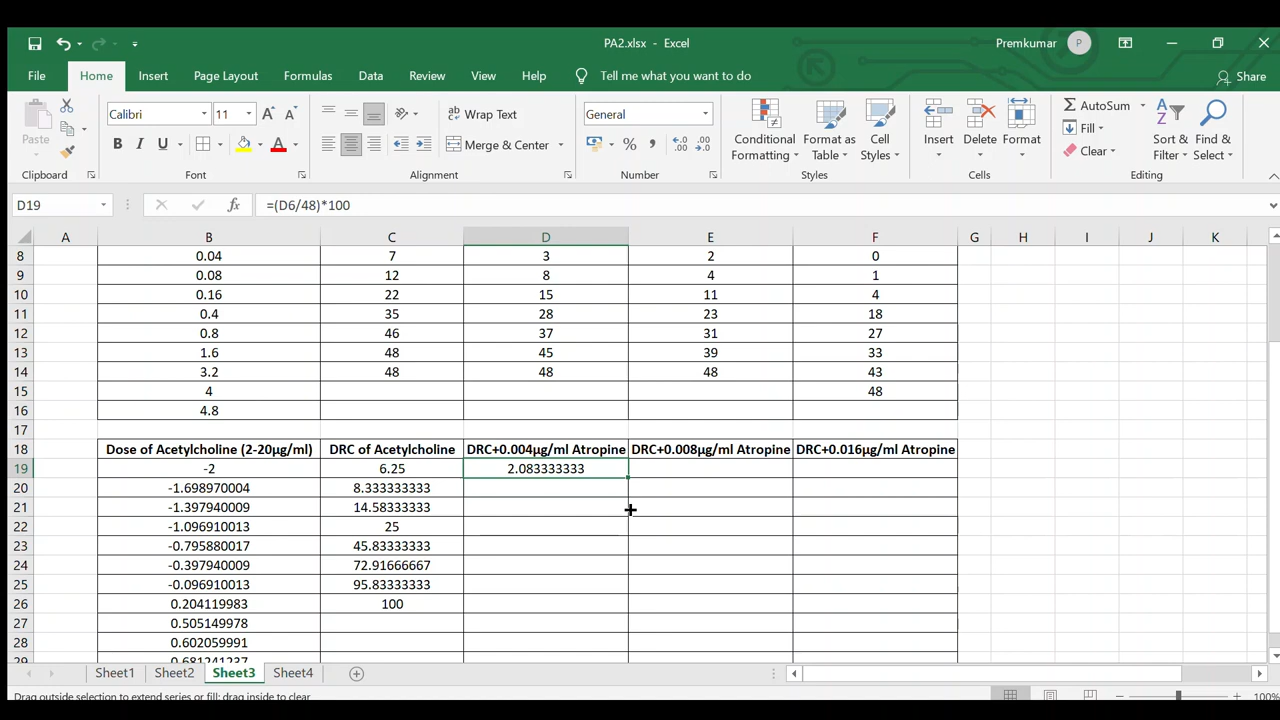 PA2.xlsx - Excel
Premkumar P
File Home Insert Page Layout Formulas Data Review View Help Tell me what you want to do Share
Paste
Calibri 11 A A
B I U A
Wrap Text
Merge & Center
General
% ,
Conditional Formatting
Format as Table
Cell Styles
Insert Delete Format
AutoSum
Fill
Clear
Sort & Filter
Find & Select
Clipboard Font Alignment Number Styles Cells Editing
D19 fx =(D6/48)*100
A B C D E F G H I J K
8 0.04 7 3 2 0
9 0.08 12 8 4 1
10 0.16 22 15 11 4
11 0.4 35 28 23 18
12 0.8 46 37 31 27
13 1.6 48 45 39 33
14 3.2 48 48 48 43
15 4 48
16 4.8
17
18 Dose of Acetylcholine (2-20µg/ml) DRC of Acetylcholine DRC+0.004µg/ml Atropine DRC+0.008µg/ml Atropine DRC+0.016µg/ml Atropine
19 -2 6.25 2.083333333
20 -1.698970004 8.333333333
21 -1.397940009 14.58333333
22 -1.096910013 25
23 -0.795880017 45.83333333
24 -0.397940009 72.91666667
25 -0.096910013 95.83333333
26 0.204119983 100
27 0.505149978
28 0.602059991
29 0.681241237
Sheet1 Sheet2 Sheet3 Sheet4
Drag outside selection to extend series or fill; drag inside to clear
100%